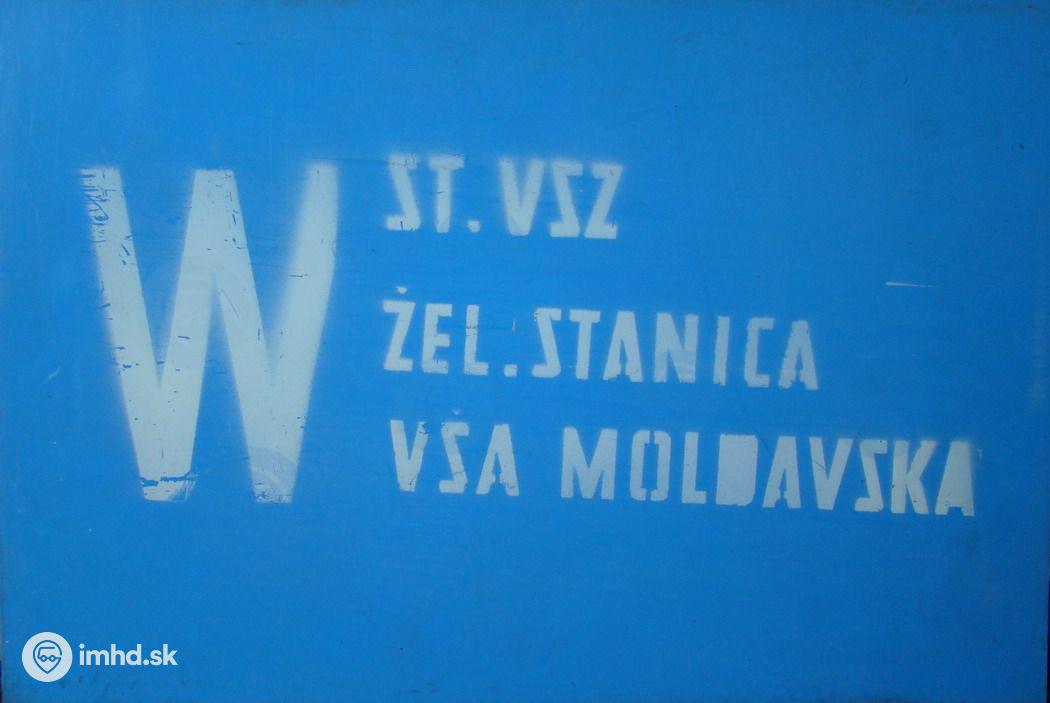 W
ST. VSZ
ŽEL. STANICA
VŠA MOLDAVSKA
imhd.sk